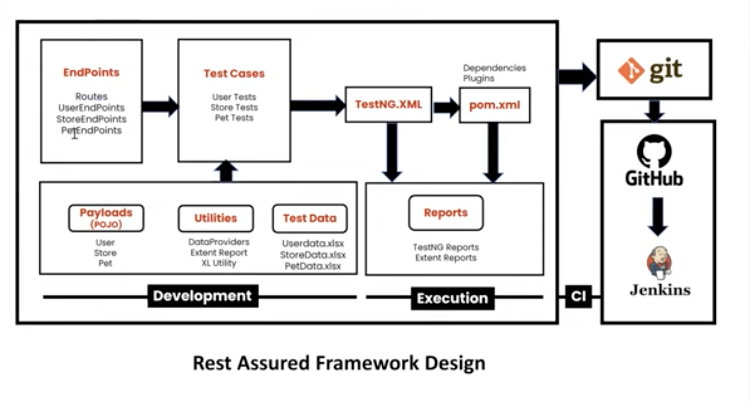 EndPoints
Routes
UserEndPoints
StoreEndPoints
PetEndPoints
Test Cases
User Tests
Store Tests
Pet Tests
TestNG.XML
Dependencies
Plugins
pom.xml
git
GitHub
Jenkins
Payloads
(POJO)
User
Store
Pet
Utilities
DataProviders
Extent Report
XL Utility
Test Data
Userdata.xlsx
StoreData.xlsx
PetData.xlsx
Reports
TestNG Reports
Extent Reports
Development
Execution
CI
Rest Assured Framework Design